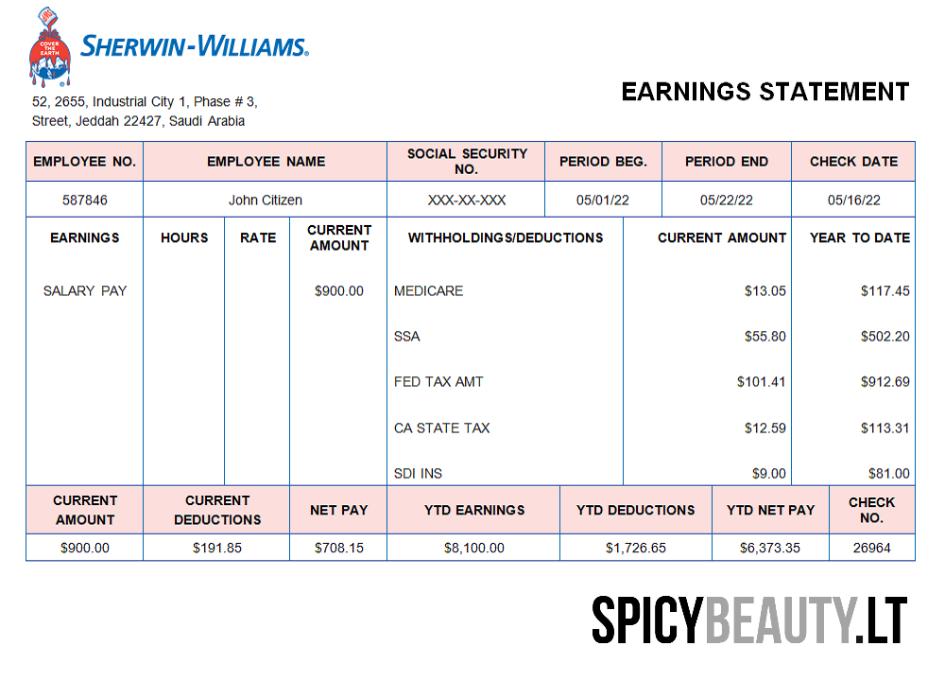 COVER
THE
EARTH
SHERWIN-WILLIAMS.
52, 2655, Industrial City 1, Phase # 3,
Street, Jeddah 22427, Saudi Arabia
EARNINGS STATEMENT
EMPLOYEE NO. EMPLOYEE NAME SOCIAL SECURITY NO. PERIOD BEG. PERIOD END CHECK DATE
587846 John Citizen XXX-XX-XXX 05/01/22 05/22/22 05/16/22
EARNINGS HOURS RATE CURRENT AMOUNT WITHHOLDINGS/DEDUCTIONS CURRENT AMOUNT YEAR TO DATE
SALARY PAY $900.00 MEDICARE $13.05 $117.45
SSA $55.80 $502.20
FED TAX AMT $101.41 $912.69
CA STATE TAX $12.59 $113.31
SDI INS $9.00 $81.00
CURRENT AMOUNT CURRENT DEDUCTIONS NET PAY YTD EARNINGS YTD DEDUCTIONS YTD NET PAY CHECK NO.
$900.00 $191.85 $708.15 $8,100.00 $1,726.65 $6,373.35 26964
SPICYBEAUTY.LT